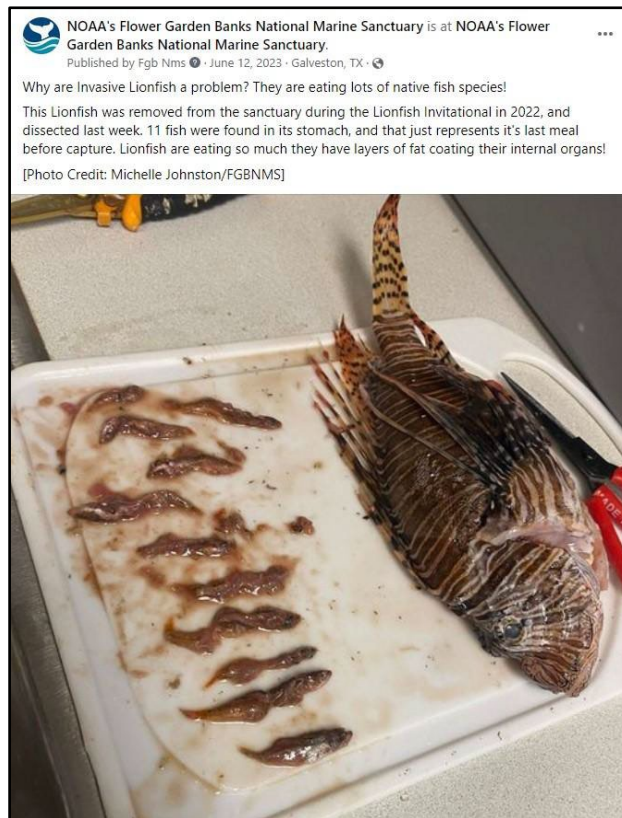 NOAA's Flower Garden Banks National Marine Sanctuary is at NOAA's Flower
Garden Banks National Marine Sanctuary.
Published by Fgb Nms · June 12, 2023 · Galveston, TX ·
Why are Invasive Lionfish a problem? They are eating lots of native fish species!
This Lionfish was removed from the sanctuary during the Lionfish Invitational in 2022, and
dissected last week. 11 fish were found in its stomach, and that just represents it's last meal
before capture. Lionfish are eating so much they have layers of fat coating their internal organs!
[Photo Credit: Michelle Johnston/FGBNMS]
MADE